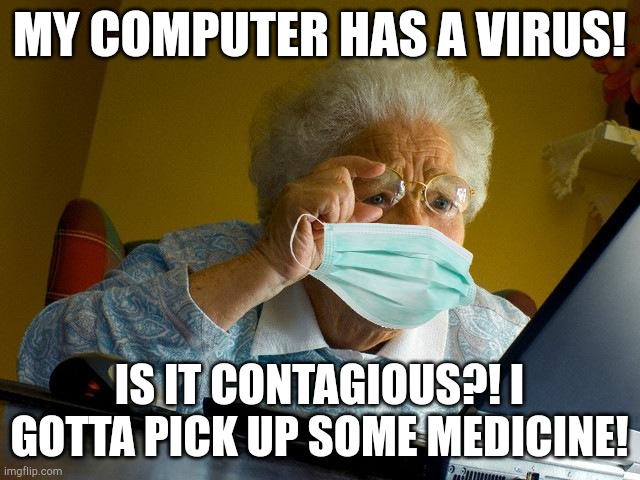 MY COMPUTER HAS A VIRUS!
IS IT CONTAGIOUS?! I
GOTTA PICK UP SOME MEDICINE!
imgflip.com